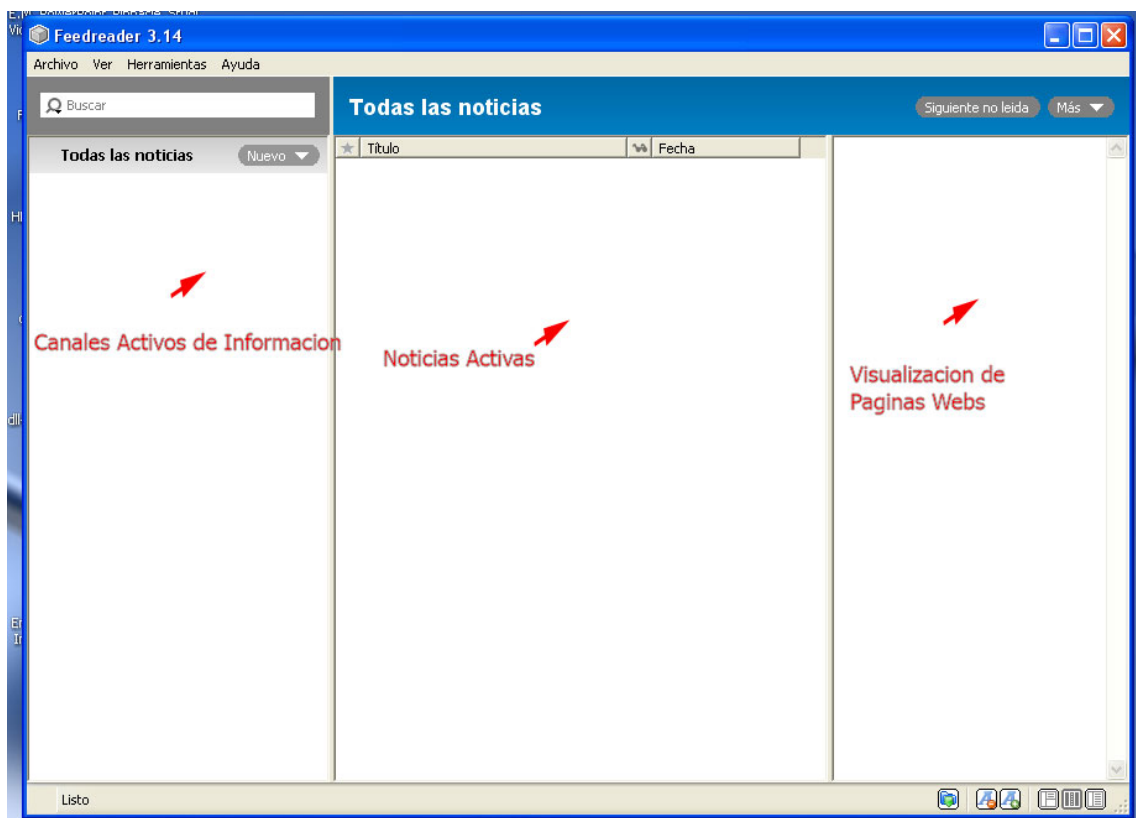 Feedreader 3.14
Archivo Ver Herramientas Ayuda
Buscar
Todas las noticias
Siguiente no leida
Más
Todas las noticias
Nuevo
Título
Fecha
Canales Activos de Informacion
Noticias Activas
Visualizacion de
Paginas Webs
Listo